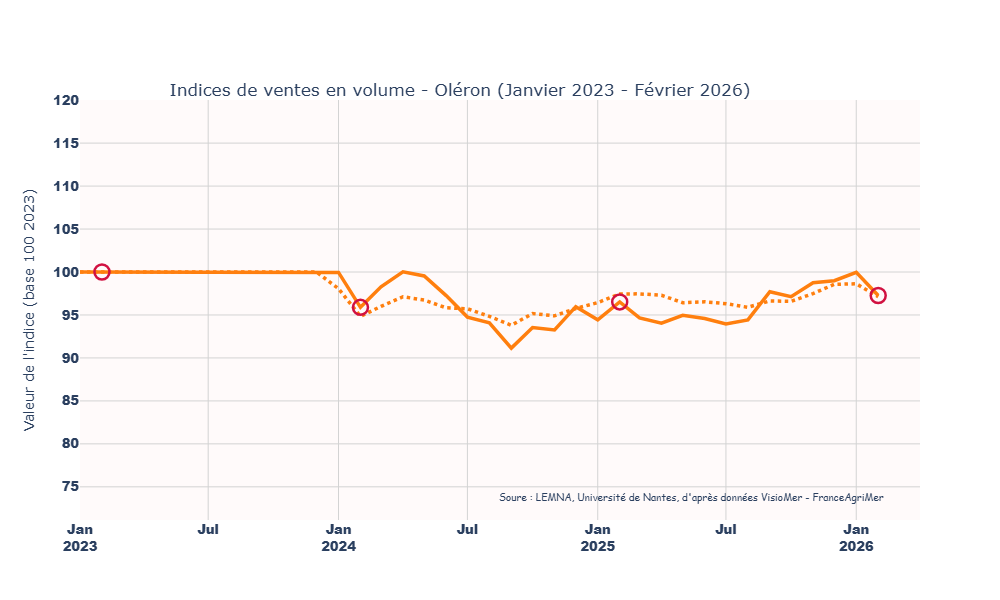 Indices de ventes en volume - Oléron (Janvier 2023 - Février 2026)
Valeur de l'indice (base 100 2023)
120
115
110
105
100
95
90
85
80
75
Soure : LEMNA, Université de Nantes, d'après données VisioMer - FranceAgriMer
Jan Jul Jan Jul Jan Jul Jan
2023 2024 2025 2026